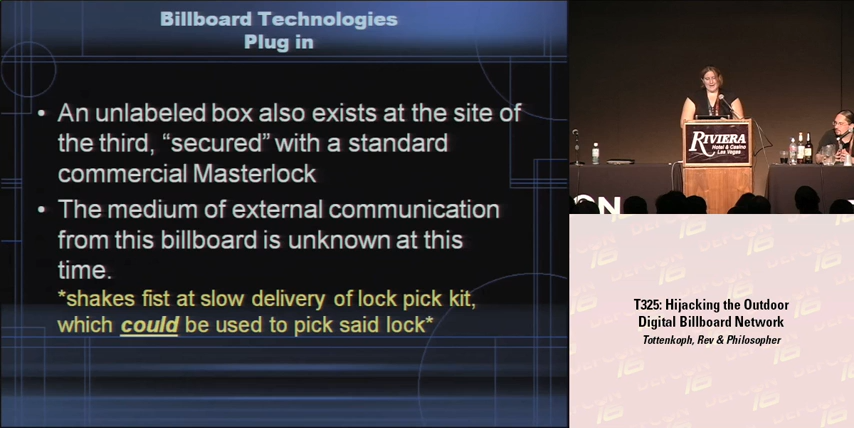 Billboard Technologies
Plug in
• An unlabeled box also exists at the site of
the third, “secured” with a standard
commercial Masterlock
• The medium of external communication
from this billboard is unknown at this
time.
*shakes fist at slow delivery of lock pick kit,
which could be used to pick said lock*
RIVIERA
Hotel & Casino
Las Vegas
T325: Hijacking the Outdoor
Digital Billboard Network
Tottenkoph, Rev & Philosopher
DEFCON
16